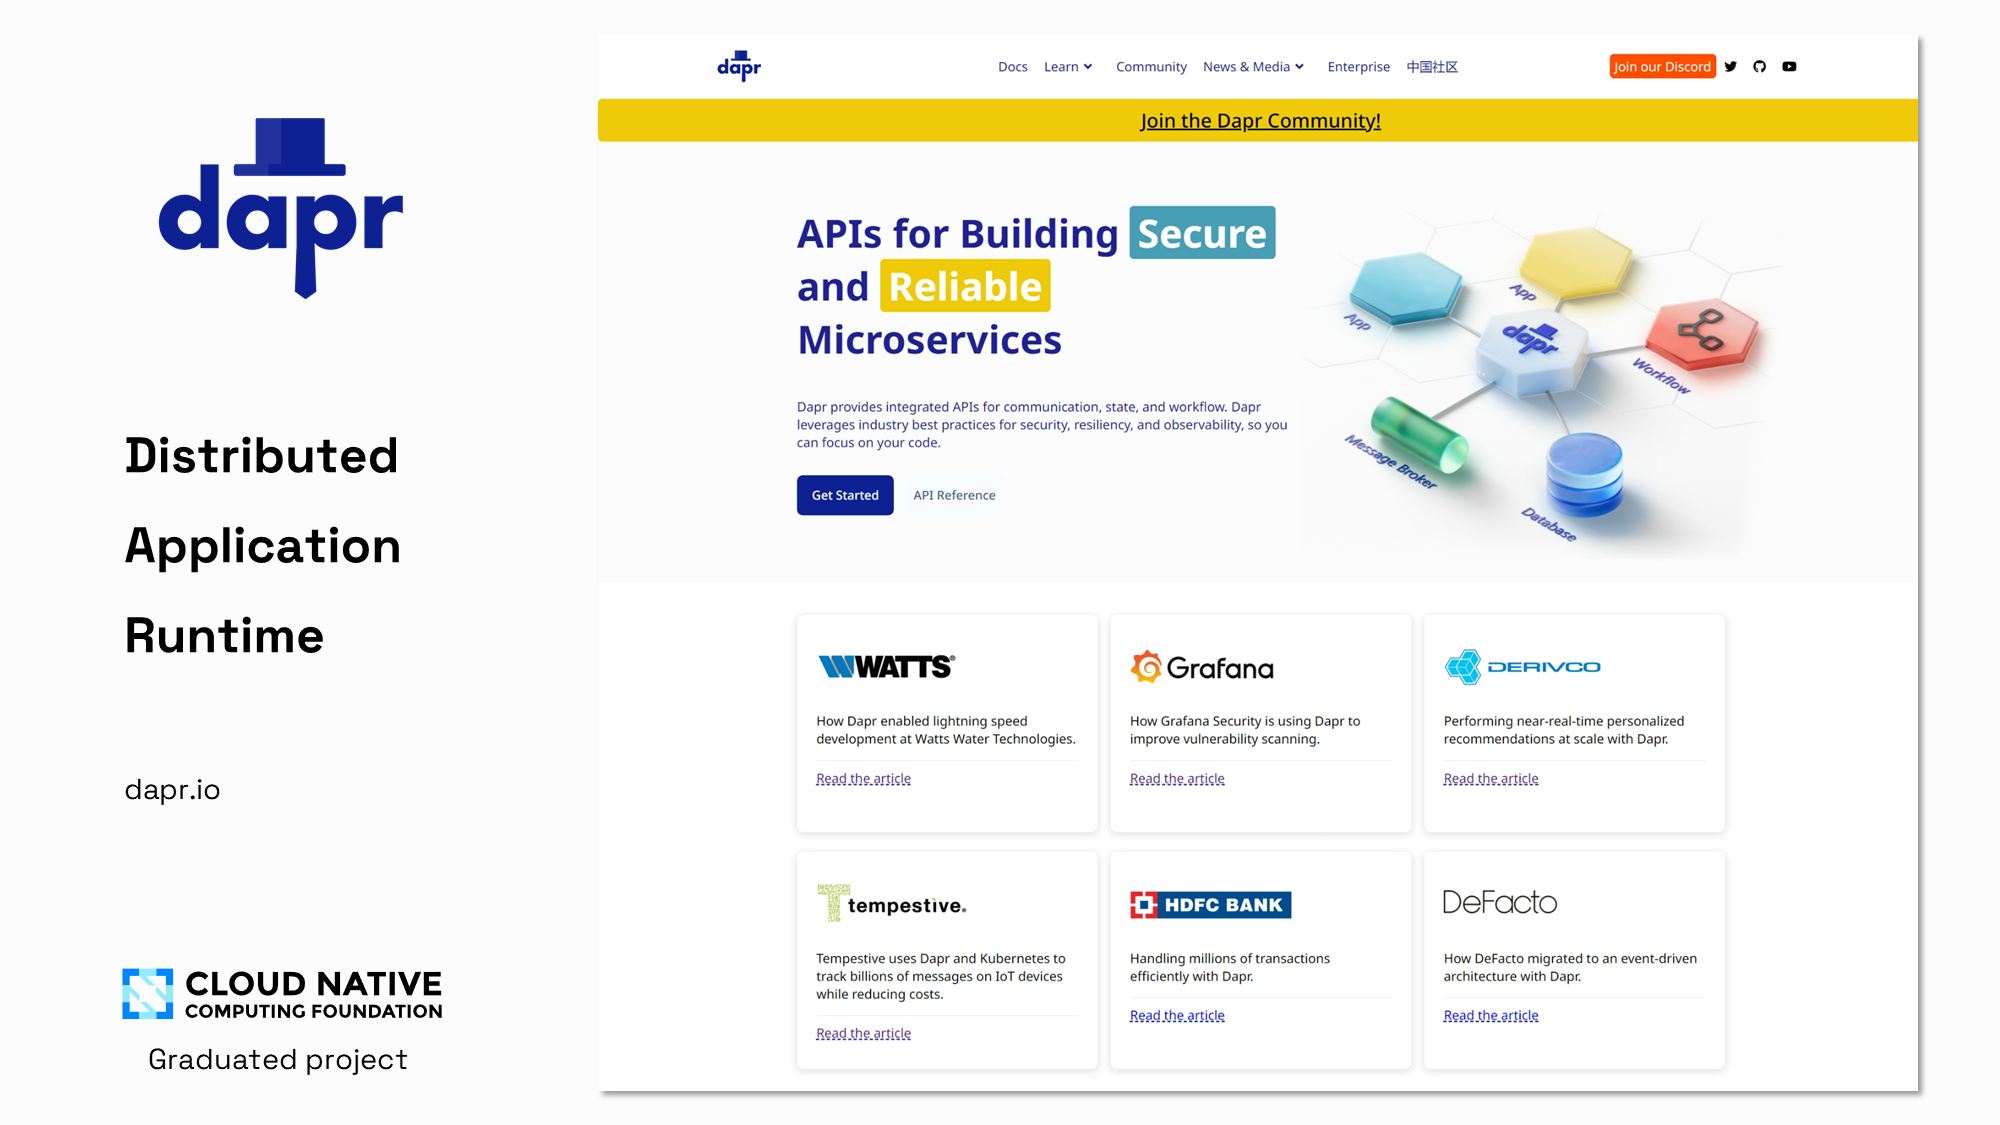 dapr
Distributed
Application
Runtime
dapr.io
CLOUD NATIVE
COMPUTING FOUNDATION
Graduated project
dapr
Docs Learn Community News & Media Enterprise 中国社区
Join our Discord
Join the Dapr Community!
APIs for Building Secure
and Reliable
Microservices
Dapr provides integrated APIs for communication, state, and workflow. Dapr
leverages industry best practices for security, resiliency, and observability, so you
can focus on your code.
Get Started API Reference
App
App
dapr
Workflow
Message Broker
Database
WATTS®
How Dapr enabled lightning speed
development at Watts Water Technologies.
Read the article
Grafana
How Grafana Security is using Dapr to
improve vulnerability scanning.
Read the article
DERIVCO
Performing near-real-time personalized
recommendations at scale with Dapr.
Read the article
tempestive.
Tempestive uses Dapr and Kubernetes to
track billions of messages on IoT devices
while reducing costs.
Read the article
HDFC BANK
Handling millions of transactions
efficiently with Dapr.
Read the article
DeFacto
How DeFacto migrated to an event-driven
architecture with Dapr.
Read the article